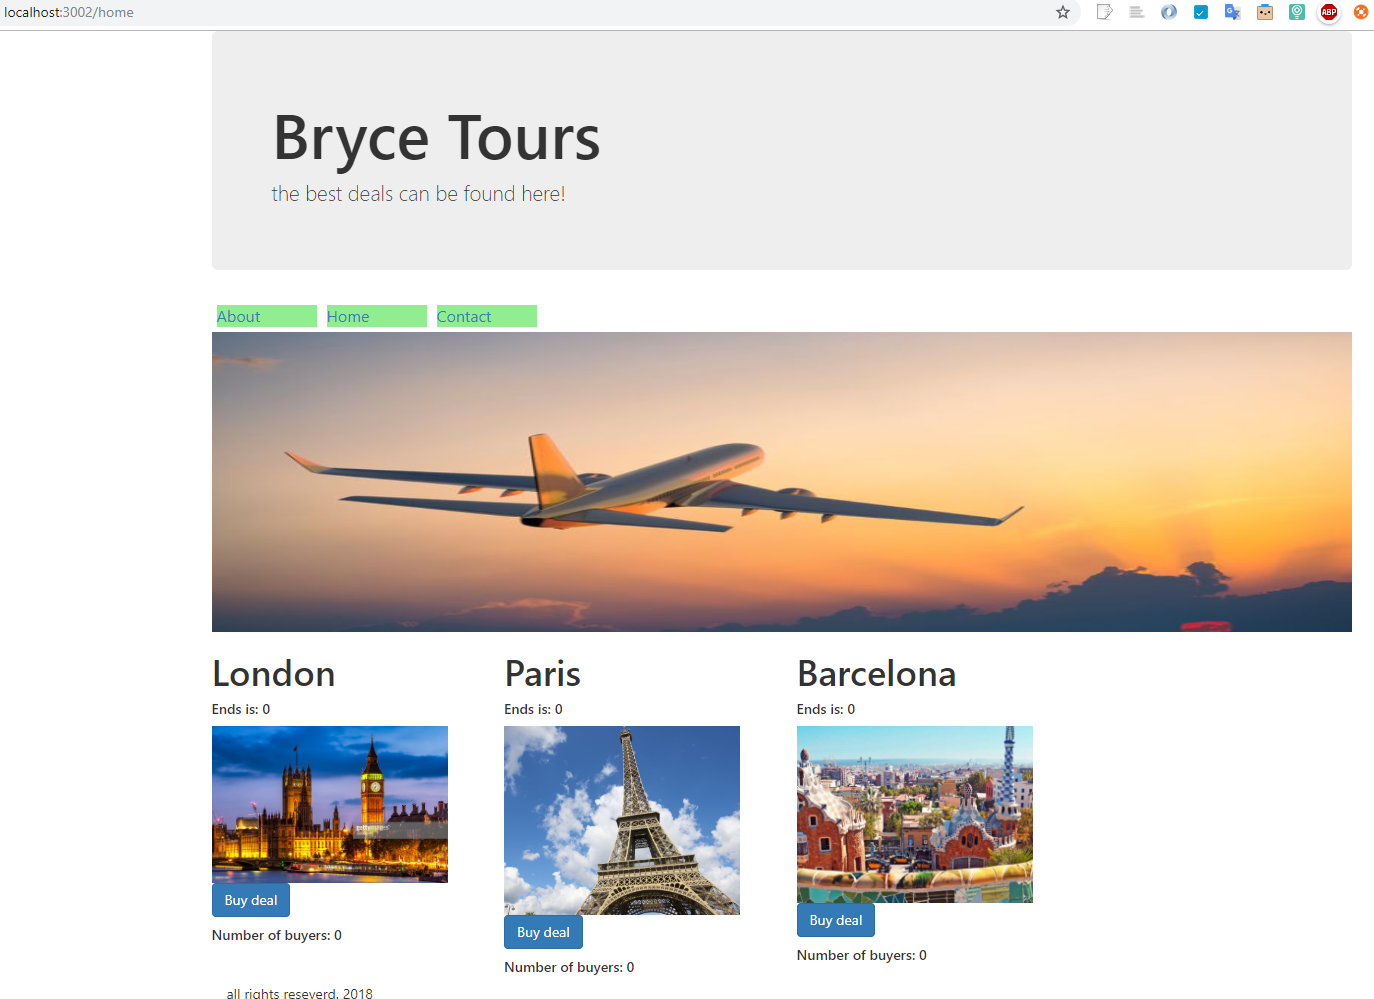 localhost:3002/home
ABP
Bryce Tours
the best deals can be found here!
About Home Contact
London
Ends is: 0
gettyimages
Buy deal
Number of buyers: 0
Paris
Ends is: 0
Buy deal
Number of buyers: 0
Barcelona
Ends is: 0
Buy deal
Number of buyers: 0
all rights reseverd. 2018